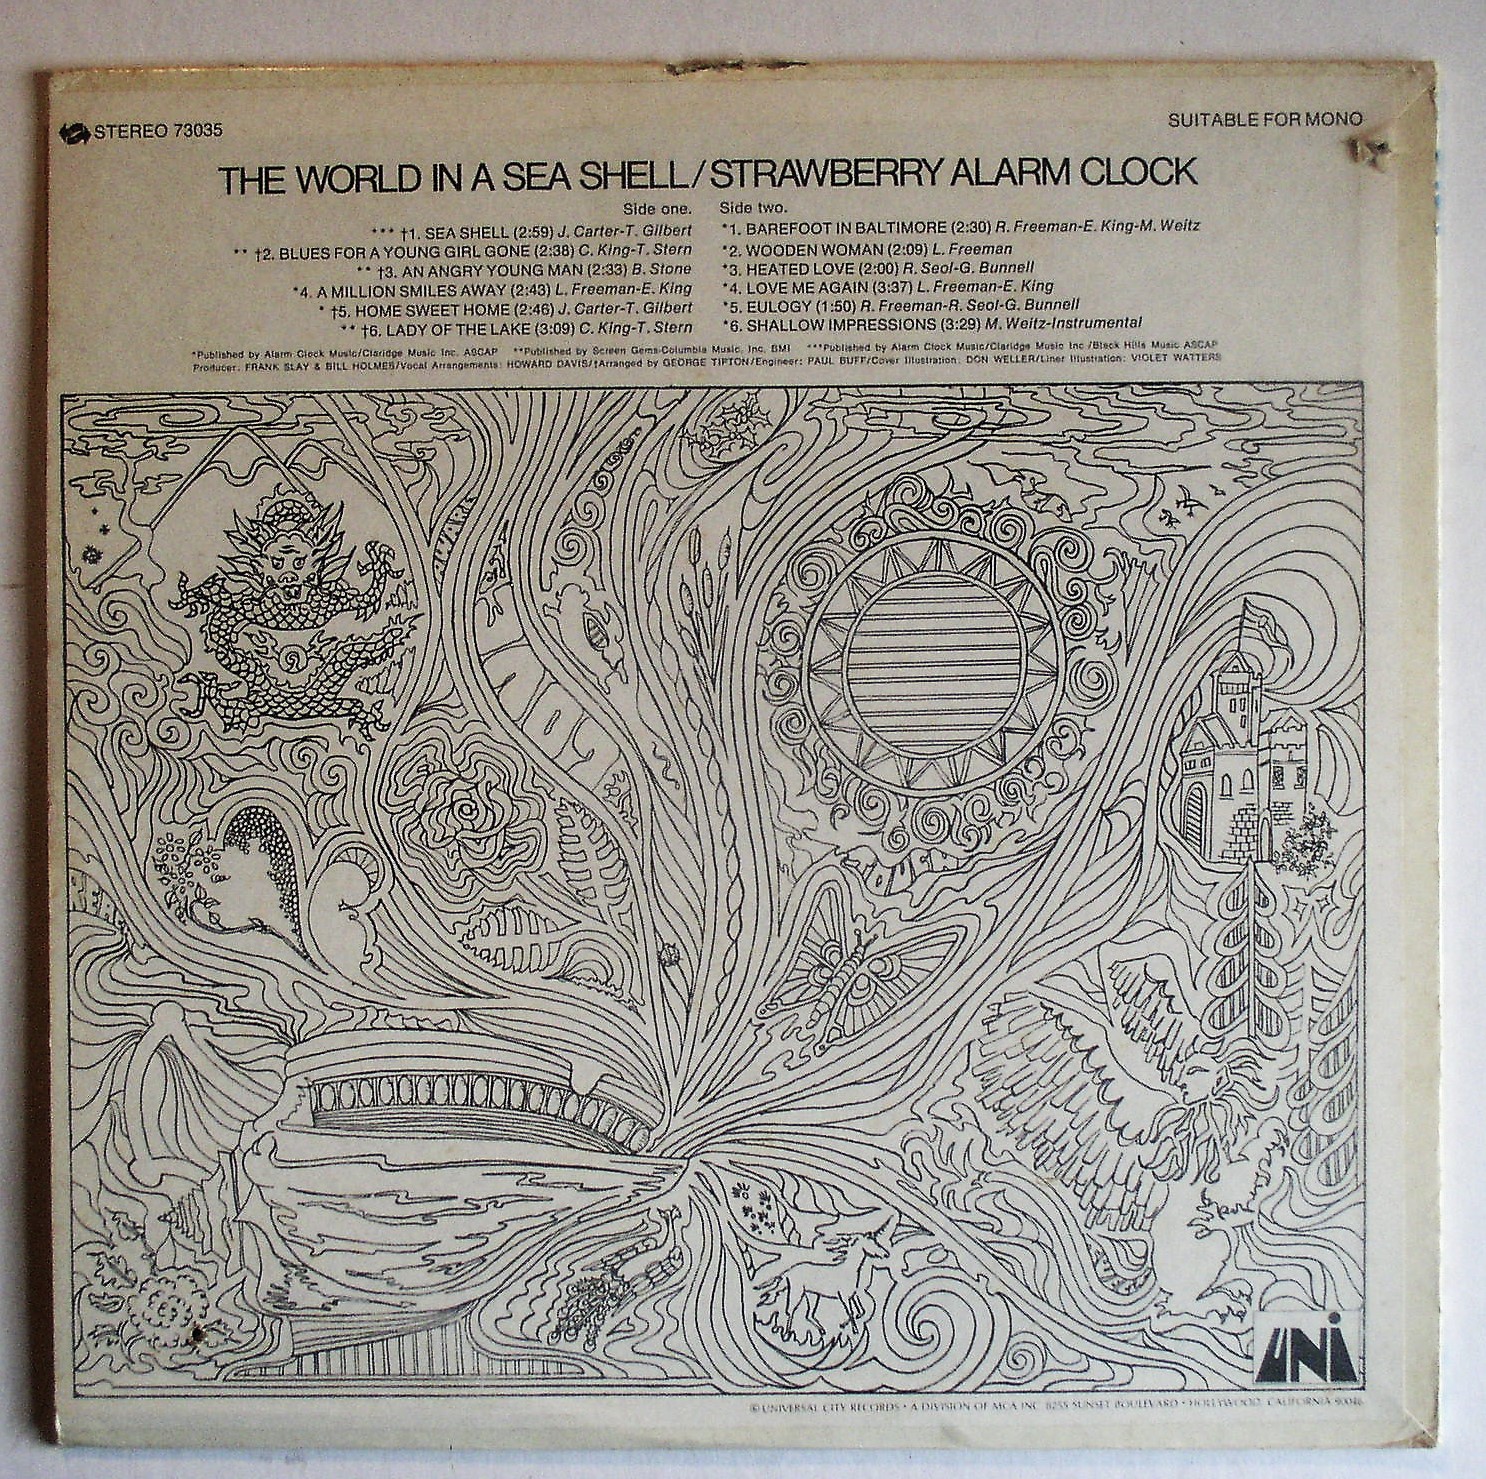 STEREO 73035
SUITABLE FOR MONO
THE WORLD IN A SEA SHELL/STRAWBERRY ALARM CLOCK
Side one.
*** †1. SEA SHELL (2:59) J. Carter-T. Gilbert
** †2. BLUES FOR A YOUNG GIRL GONE (2:38) C. King-T. Stern
** †3. AN ANGRY YOUNG MAN (2:33) B. Stone
*4. A MILLION SMILES AWAY (2:43) L. Freeman-E. King
* †5. HOME SWEET HOME (2:46) J. Carter-T. Gilbert
** †6. LADY OF THE LAKE (3:09) C. King-T. Stern
Side two.
*1. BAREFOOT IN BALTIMORE (2:30) R. Freeman-E. King-M. Weitz
*2. WOODEN WOMAN (2:09) L. Freeman
*3. HEATED LOVE (2:00) R. Seol-G. Bunnell
*4. LOVE ME AGAIN (3:37) L. Freeman-E. King
*5. EULOGY (1:50) R. Freeman-R. Seol-G. Bunnell
*6. SHALLOW IMPRESSIONS (3:29) M. Weitz-Instrumental
*Published by Alarm Clock Music/Claridge Music Inc. ASCAP **Published by Screen Gems-Columbia Music, Inc. BMI ***Published by Alarm Clock Music/Claridge Music Inc /Black Hills Music ASCAP
Producer: FRANK SLAY & BILL HOLMES/Vocal Arrangements: HOWARD DAVIS/†Arranged by GEORGE TIPTON/Engineer: PAUL BUFF/Cover Illustration: DON WELLER/Liner Illustration: VIOLET WATTERS
UNI
© UNIVERSAL CITY RECORDS • A DIVISION OF MCA INC. 8255 SUNSET BOULEVARD • HOLLYWOOD, CALIFORNIA 90046